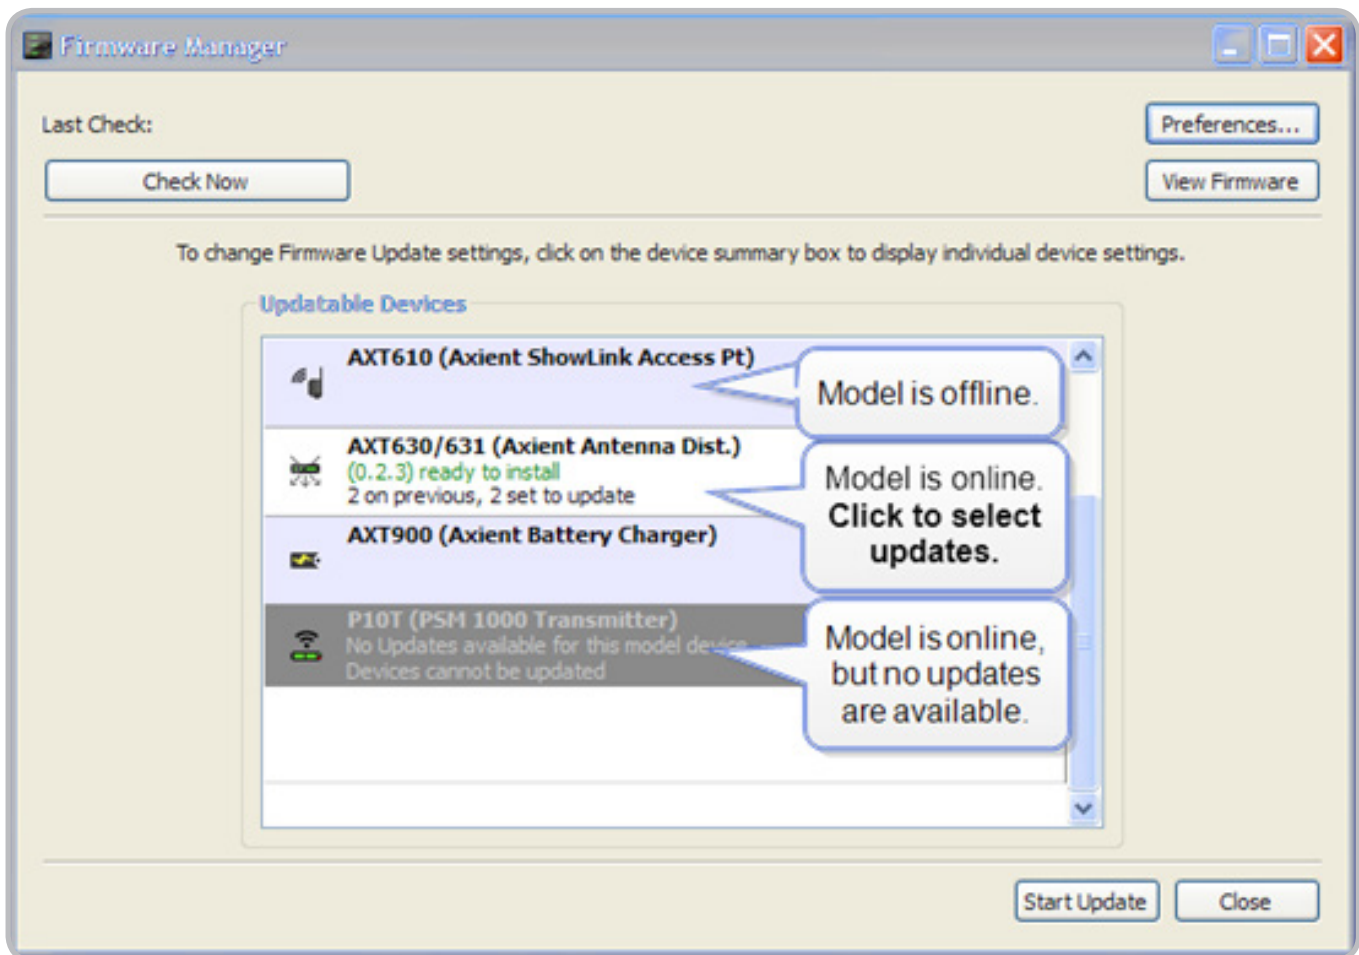 Firmware Manager
Last Check:
Preferences...
Check Now
View Firmware
To change Firmware Update settings, click on the device summary box to display individual device settings.
Updatable Devices
AXT610 (Axient ShowLink Access Pt)
Model is offline.
AXT630/631 (Axient Antenna Dist.)
(0.2.3) ready to install
2 on previous, 2 set to update
Model is online.
Click to select
updates.
AXT900 (Axient Battery Charger)
P10T (PSM 1000 Transmitter)
No Updates available for this model device
Devices cannot be updated
Model is online,
but no updates
are available.
Start Update
Close